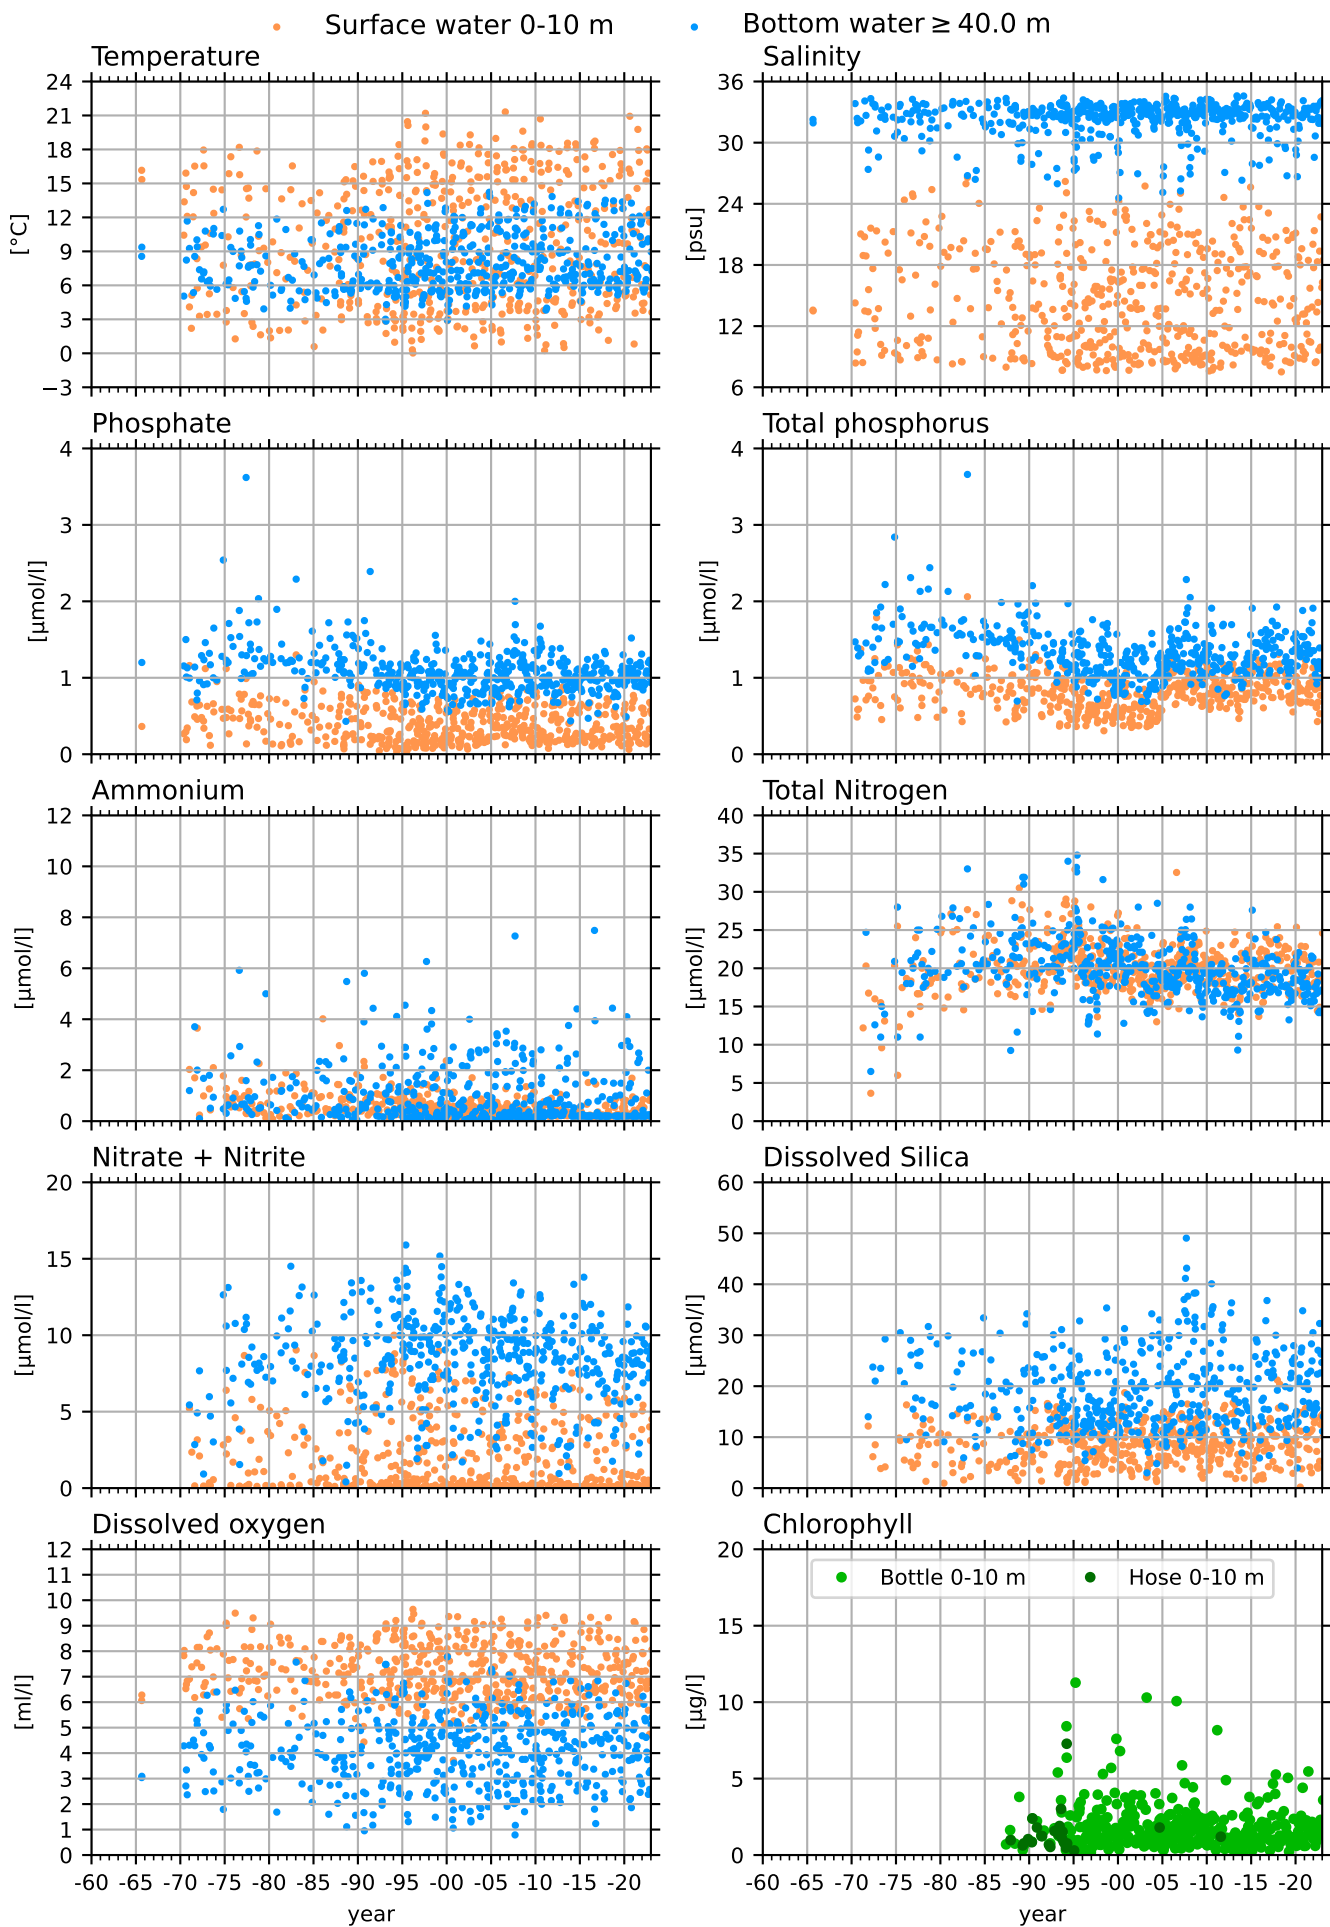 Surface water 0-10 m
Bottom water ≥ 40.0 m
Temperature
Salinity
24
21
18
15
12
9
6
3
0
−3
[°C]
36
30
24
18
12
6
[psu]
Phosphate
Total phosphorus
4
3
2
1
0
[µmol/l]
4
3
2
1
0
[µmol/l]
Ammonium
Total Nitrogen
12
10
8
6
4
2
0
[µmol/l]
40
35
30
25
20
15
10
5
0
[µmol/l]
Nitrate + Nitrite
Dissolved Silica
20
15
10
5
0
[µmol/l]
60
50
40
30
20
10
0
[µmol/l]
Dissolved oxygen
Chlorophyll
12
11
10
9
8
7
6
5
4
3
2
1
0
[ml/l]
20
15
10
5
0
[µg/l]
Bottle 0-10 m
Hose 0-10 m
-60 -65 -70 -75 -80 -85 -90 -95 -00 -05 -10 -15 -20
-60 -65 -70 -75 -80 -85 -90 -95 -00 -05 -10 -15 -20
year
year